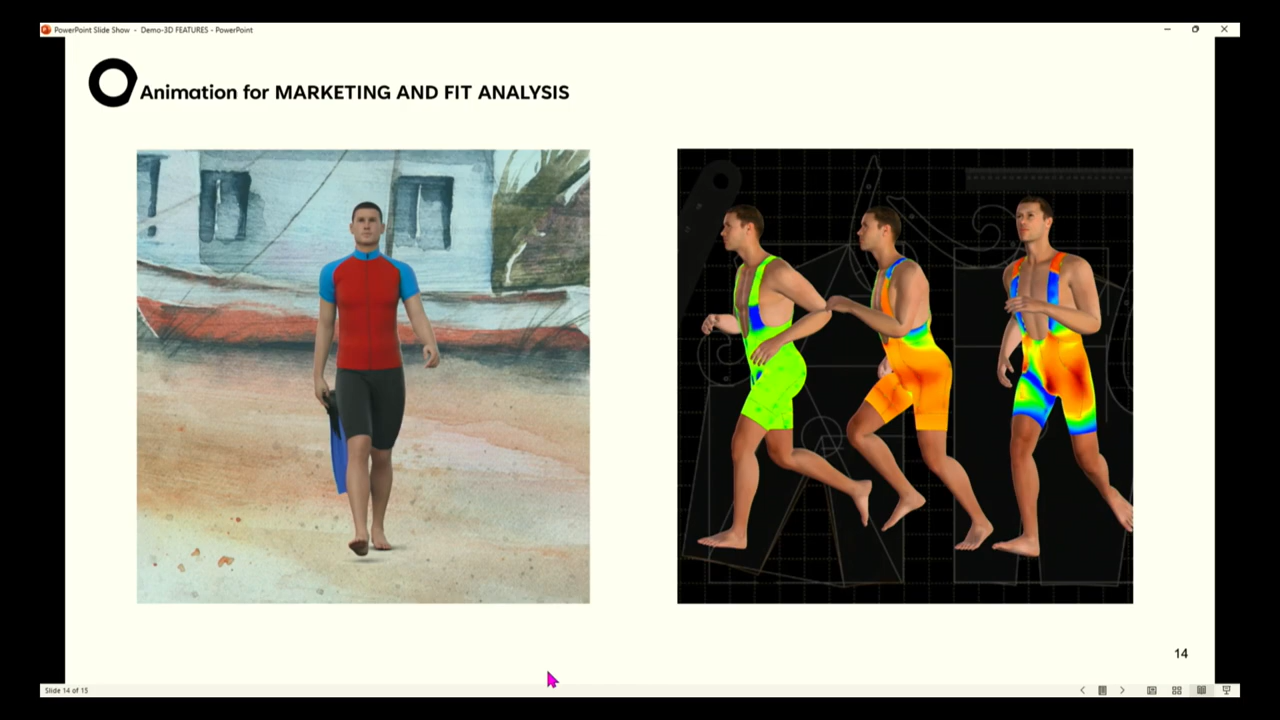 PowerPoint Slide Show - Demo-3D FEATURES - PowerPoint
Animation for MARKETING AND FIT ANALYSIS
14
Slide 14 of 15